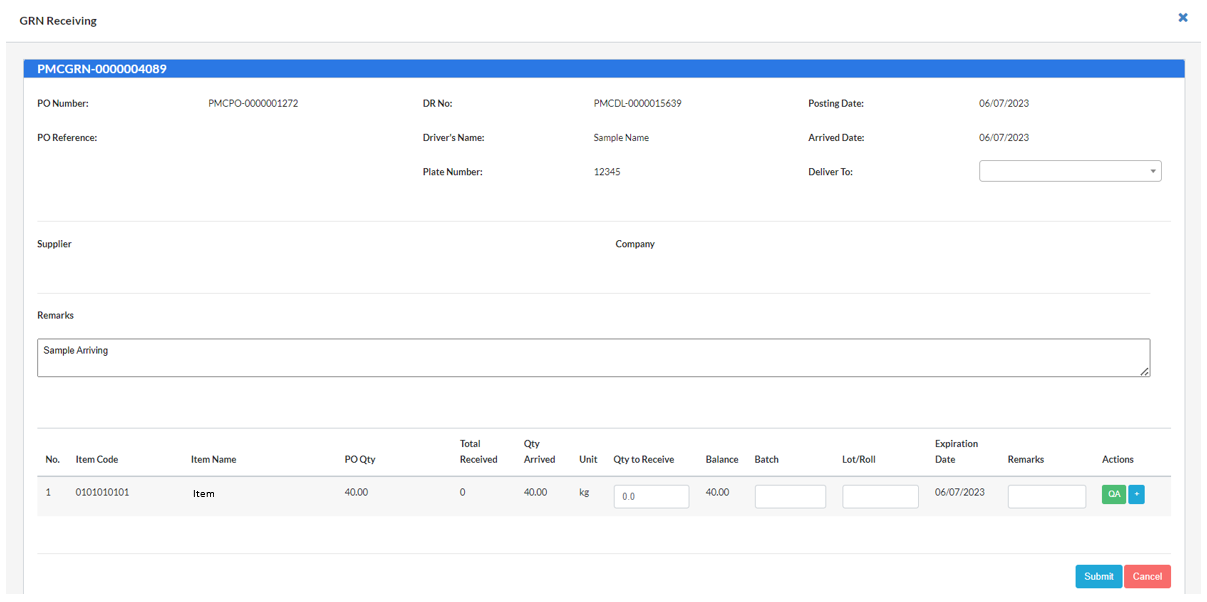 GRN Receiving
PMCGRN-0000004089
PO Number: PMCPO-0000001272 DR No: PMCDL-0000015639 Posting Date: 06/07/2023
PO Reference: Driver's Name: Sample Name Arrived Date: 06/07/2023
Plate Number: 12345 Deliver To:
Supplier Company
Remarks
Sample Arriving
No. Item Code Item Name PO Qty Total Received Qty Arrived Unit Qty to Receive Balance Batch Lot/Roll Expiration Date Remarks Actions
1 0101010101 Item 40.00 0 40.00 kg 0.0 40.00 06/07/2023 QA +
Submit Cancel